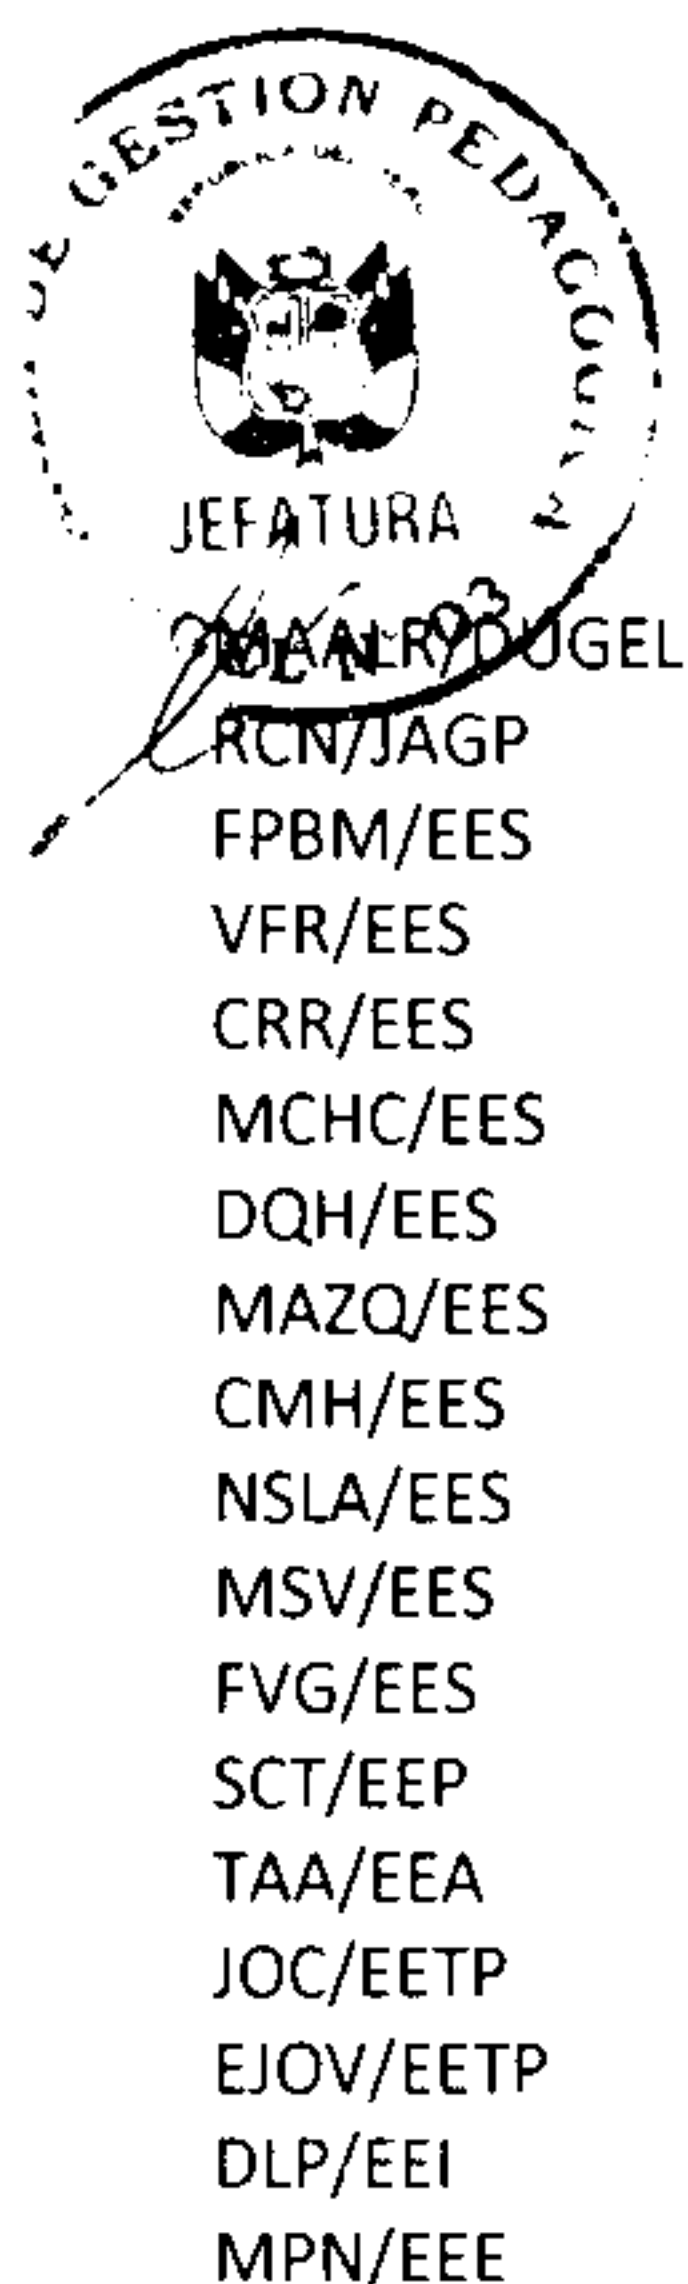 DE GESTION PEDAGOGICA
JEFATURA
MAALR/DUGEL
RCN/JAGP
FPBM/EES
VFR/EES
CRR/EES
MCHC/EES
DQH/EES
MAZQ/EES
CMH/EES
NSLA/EES
MSV/EES
FVG/EES
SCT/EEP
TAA/EEA
JOC/EETP
EJOV/EETP
DLP/EEI
MPN/EEE